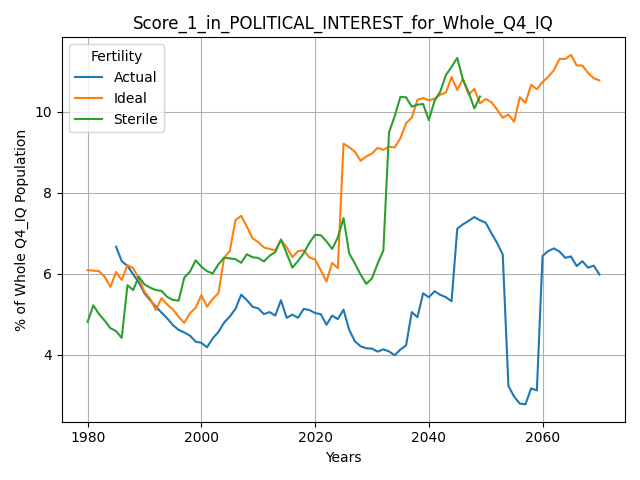 Score_1_in_POLITICAL_INTEREST_for_Whole_Q4_IQ
Fertility
Actual
Ideal
Sterile
% of Whole Q4_IQ Population
10
8
6
4
1980
2000
2020
2040
2060
Years